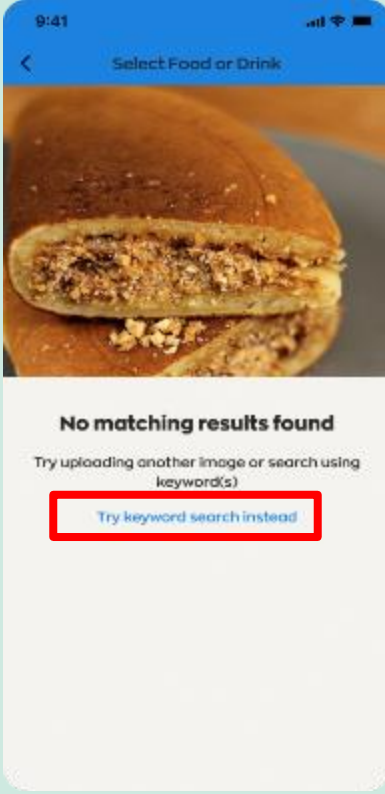 9:41
Select Food or Drink
No matching results found
Try uploading another image or search using
keyword(s)
Try keyword search instead